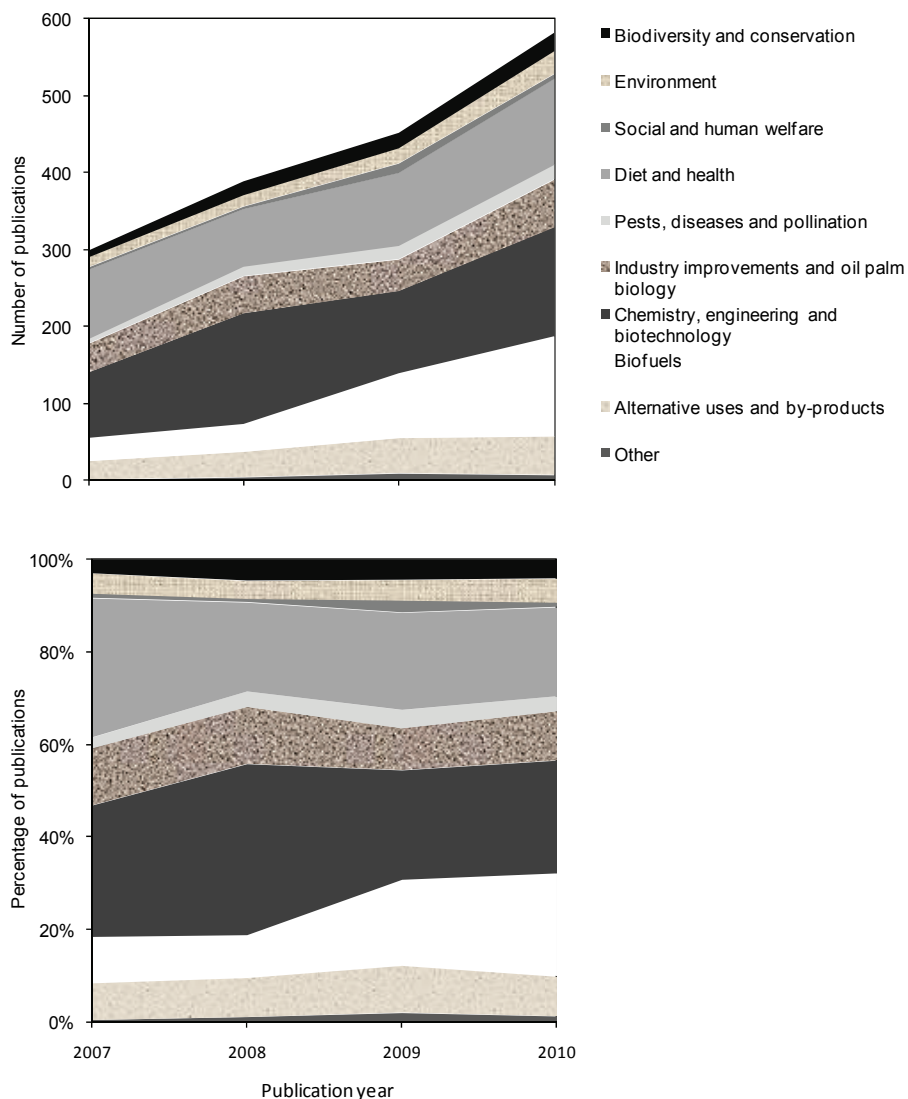 600
500
400
300
200
100
0
Number of publications
Biodiversity and conservation
Environment
Social and human welfare
Diet and health
Pests, diseases and pollination
Industry improvements and oil palm
biology
Chemistry, engineering and
biotechnology
Biofuels
Alternative uses and by-products
Other
100%
80%
60%
40%
20%
0%
Percentage of publications
2007 2008 2009 2010
Publication year